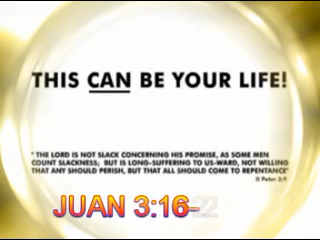 THIS CAN BE YOUR LIFE!
" THE LORD IS NOT SLACK CONCERNING HIS PROMISE, AS SOME MEN
COUNT SLACKNESS;  BUT IS LONG-SUFFERING TO US-WARD, NOT WILLING
THAT ANY SHOULD PERISH, BUT THAT ALL SHOULD COME TO REPENTANCE"
II Peter 3:9
JUAN 3:16-22